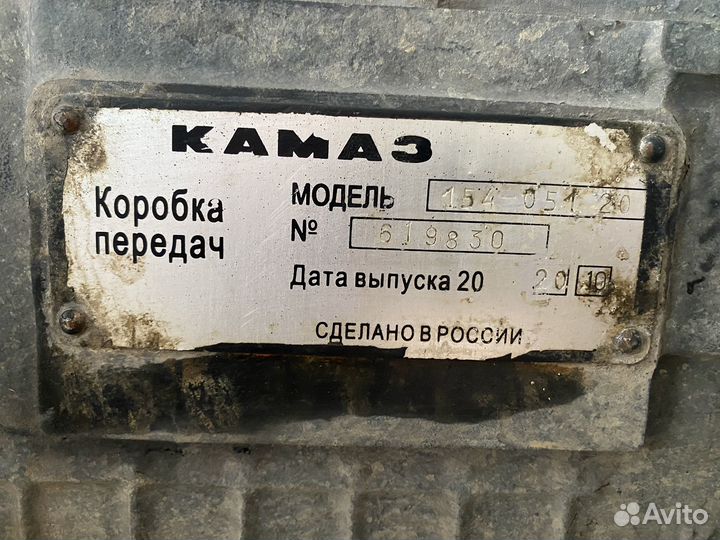 КАМАЗ
Коробка передач
МОДЕЛЬ 154-051 20
№ 619830
Дата выпуска 20 20 10
СДЕЛАНО В РОССИИ
Avito